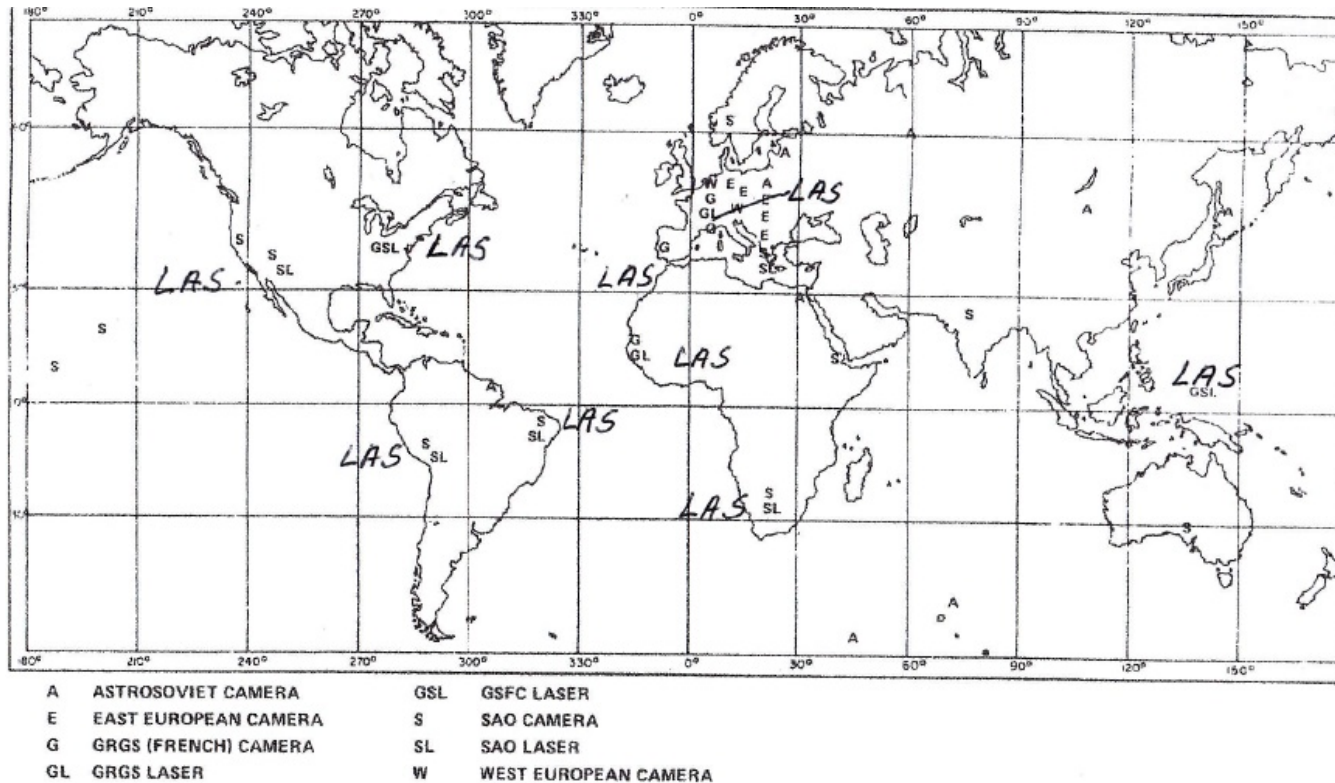 180° 210° 240° 270° 300° 330° 0° 30° 60° 90° 120° 150°
S
A
A
W E A
G E E
LAS
GL W E
A
A
G E
S
GSL
LAS
G
S
SL
SL
LAS
LAS
S
A
S
S
G
GL
LAS
SL
S
LAS
GSL
A
0°
S
SL
LAS
S
SL
LAS
S
SL
LAS
S
A
A
180° 210° 240° 270° 300° 330° 0° 30° 60° 90° 120° 150°
A ASTROSOVIET CAMERA GSL GSFC LASER
E EAST EUROPEAN CAMERA S SAO CAMERA
G GRGS (FRENCH) CAMERA SL SAO LASER
GL GRGS LASER W WEST EUROPEAN CAMERA